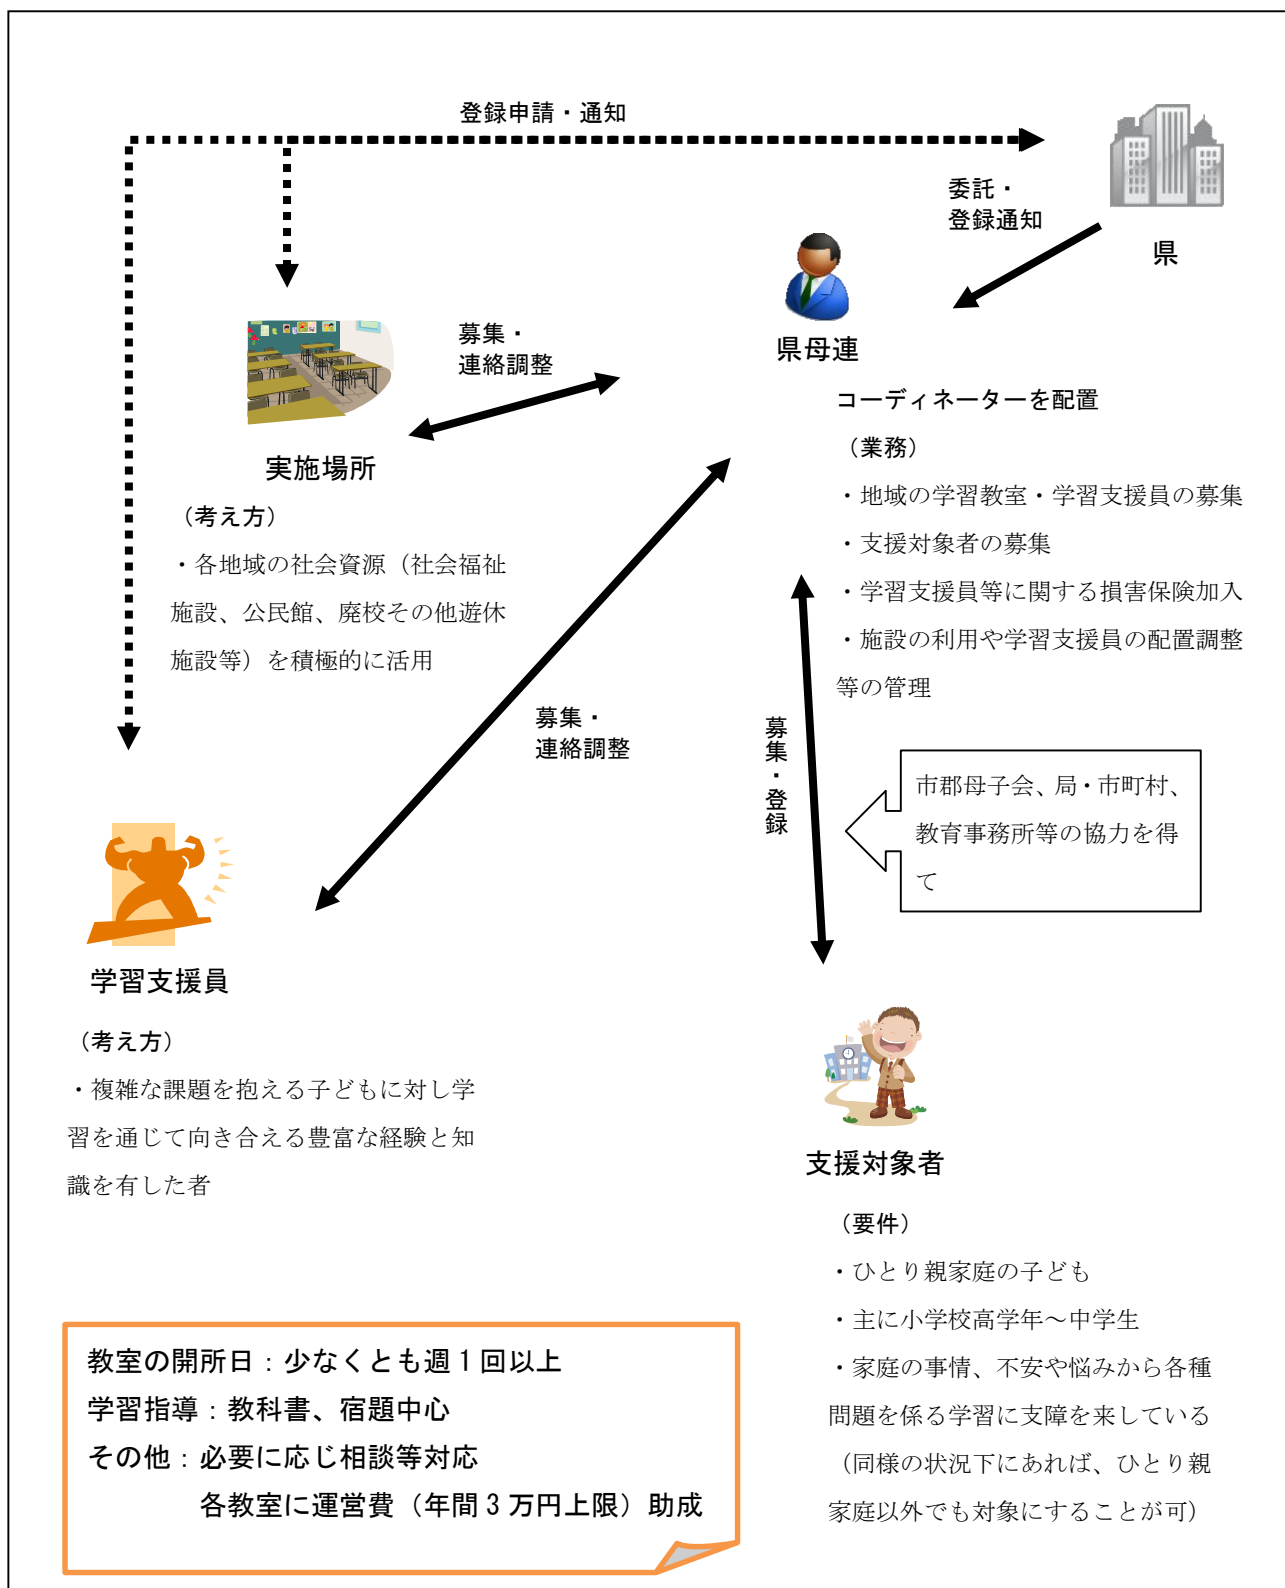 登録申請・通知
委託・
登録通知
県
県母連
募集・
連絡調整
実施場所
（考え方）
・各地域の社会資源（社会福祉
施設、公民館、廃校その他遊休
施設等）を積極的に活用
コーディネーターを配置
（業務）
・地域の学習教室・学習支援員の募集
・支援対象者の募集
・学習支援員等に関する損害保険加入
・施設の利用や学習支援員の配置調整
等の管理
募集・
連絡調整
募集・登録
市郡母子会、局・市町村、
教育事務所等の協力を得
て
学習支援員
（考え方）
・複雑な課題を抱える子どもに対し学
習を通じて向き合える豊富な経験と知
識を有した者
支援対象者
（要件）
・ひとり親家庭の子ども
・主に小学校高学年～中学生
・家庭の事情、不安や悩みから各種
問題を係る学習に支障を来している
（同様の状況下にあれば、ひとり親
家庭以外でも対象にすることが可）
教室の開所日：少なくとも週１回以上
学習指導：教科書、宿題中心
その他：必要に応じ相談等対応
各教室に運営費（年間３万円上限）助成